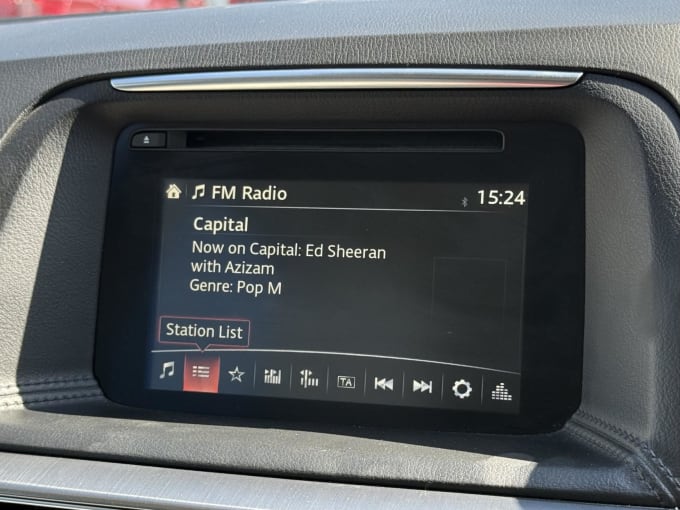 FM Radio
15:24
Capital
Now on Capital: Ed Sheeran
with Azizam
Genre: Pop M
Station List
TA